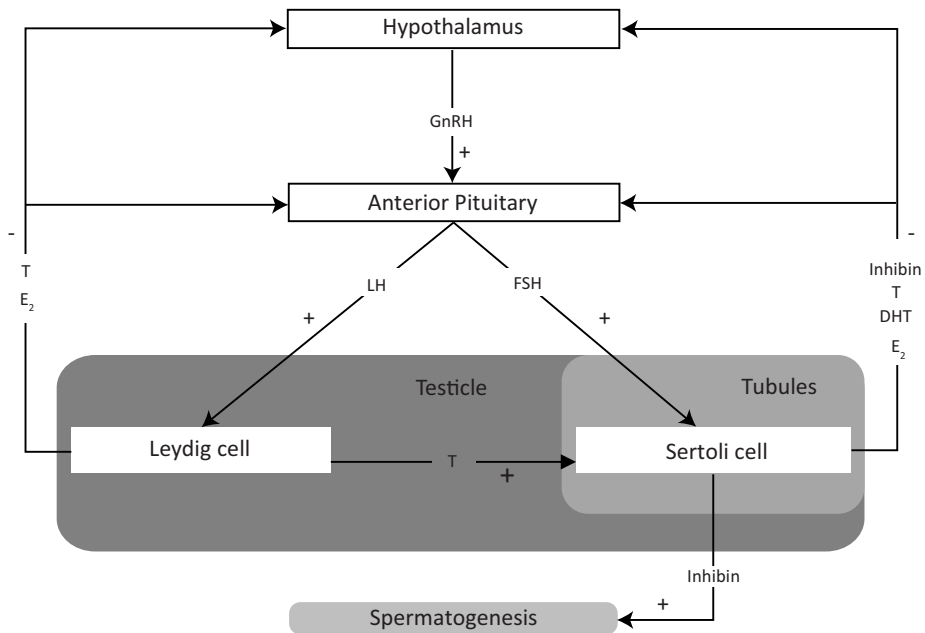 Hypothalamus
GnRH
+
Anterior Pituitary
-
T
E₂
LH
+
FSH
+
-
Inhibin
T
DHT
E₂
Testicle
Tubules
Leydig cell
T
+
Sertoli cell
Inhibin
+
Spermatogenesis